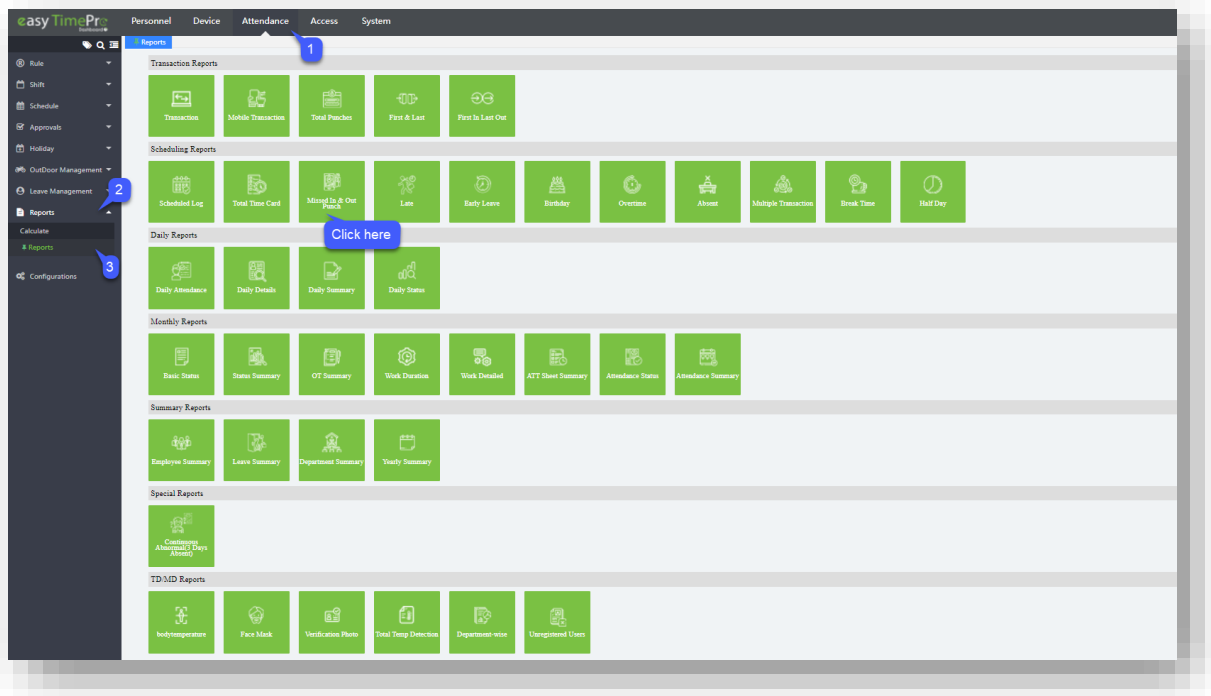 easy TimePro
Dashboard
Personnel Device Attendance Access System
Reports
1
Rule
Shift
Schedule
Approvals
Holiday
OutDoor Management
Leave Management
2
Reports
Calculate
Reports
3
Configurations
Transaction Reports
Transaction Mobile Transaction Total Punches First & Last First In Last Out
Scheduling Reports
Scheduled Log Total Time Card Missed In & Out Punch Late Early Leave Birthday Overtime Absent Multiple Transaction Break Time Half Day
Click here
Daily Reports
Daily Attendance Daily Details Daily Summary Daily Status
Monthly Reports
Basic Status Status Summary OT Summary Work Duration Work Detailed ATT Sheet Summary Attendance Status Attendance Summary
Summary Reports
Employee Summary Leave Summary Department Summary Yearly Summary
Special Reports
Continuous
Abnormal(3 Days
Absent)
TD/MD Reports
bodytemperature Face Mask Verification Photo Total Temp Detection Department-wise Unregistered Users